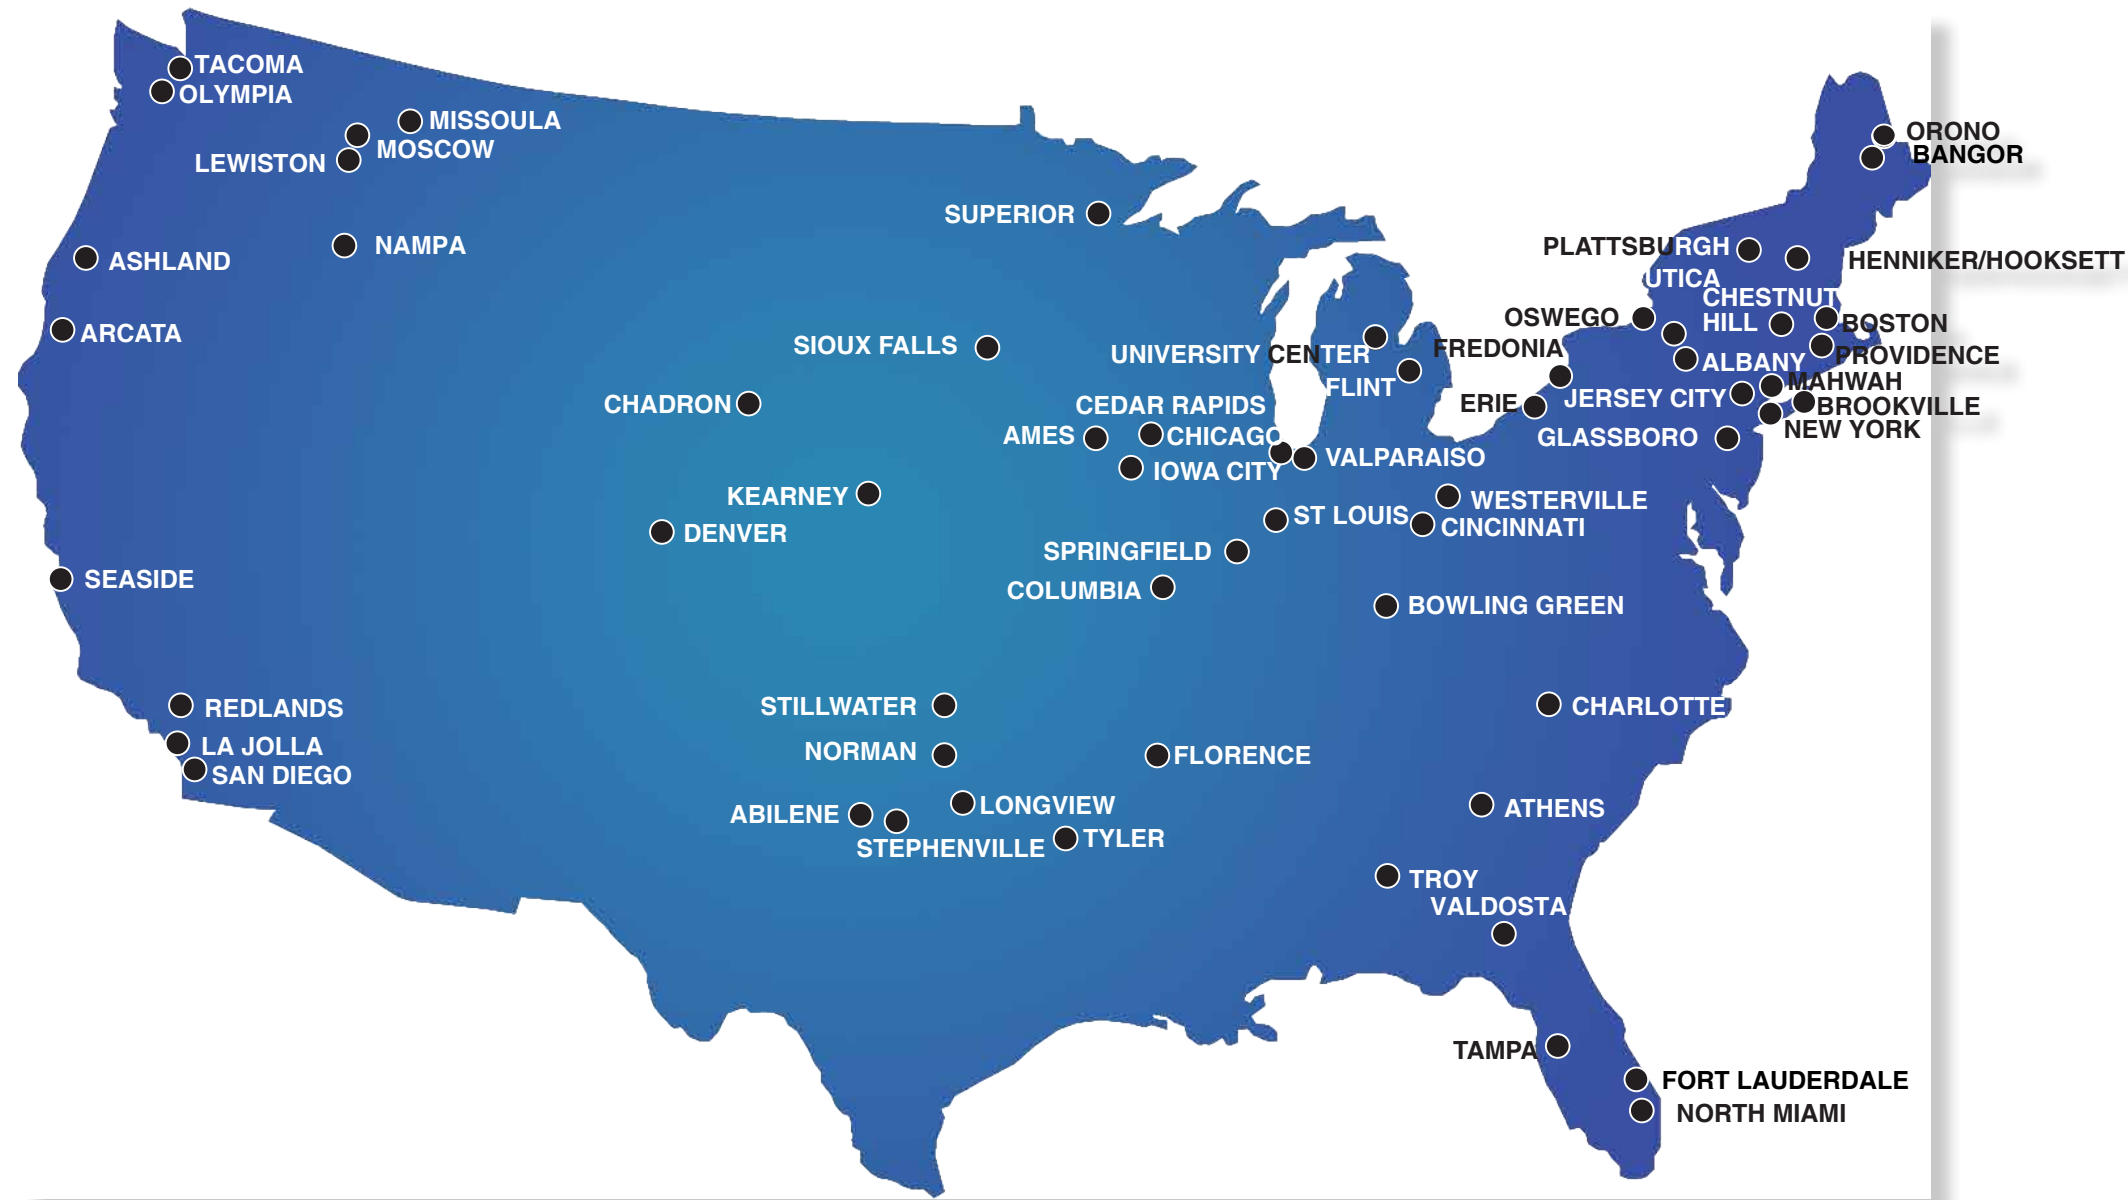 TACOMA
OLYMPIA
MISSOULA
MOSCOW
LEWISTON
ORONO
BANGOR
SUPERIOR
NAMPA
ASHLAND
PLATTSBURGH
HENNIKER/HOOKSETT
UTICA
CHESTNUT
HILL
OSWEGO
BOSTON
ARCATA
SIOUX FALLS
UNIVERSITY CENTER
FREDONIA
PROVIDENCE
ALBANY
FLINT
MAHWAH
CHADRON
CEDAR RAPIDS
ERIE
JERSEY CITY
BROOKVILLE
NEW YORK
AMES
CHICAGO
GLASSBORO
IOWA CITY
VALPARAISO
KEARNEY
WESTERVILLE
ST LOUIS
CINCINNATI
DENVER
SPRINGFIELD
SEASIDE
COLUMBIA
BOWLING GREEN
REDLANDS
STILLWATER
CHARLOTTE
LA JOLLA
NORMAN
FLORENCE
SAN DIEGO
LONGVIEW
ATHENS
ABILENE
STEPHENVILLE
TYLER
TROY
VALDOSTA
TAMPA
FORT LAUDERDALE
NORTH MIAMI